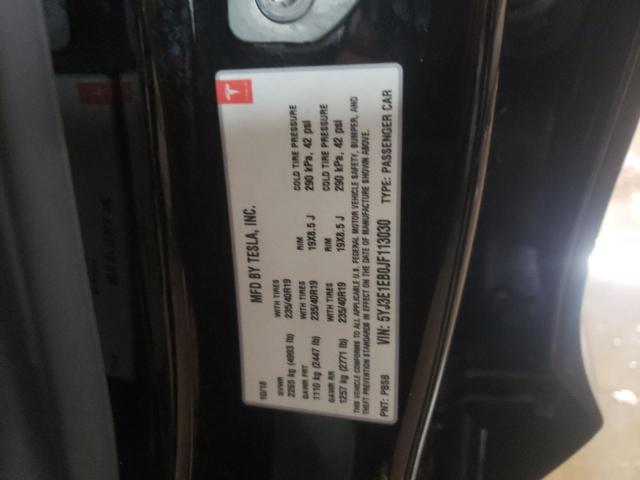 TESLA
10/18 MFD BY TESLA, INC.
GVWR WITH TIRES RIM COLD TIRE PRESSURE
2265 kg (4993 lb) 235/40R19 19X8.5 J 290 kPa, 42 psi
GAWR FRT WITH TIRES RIM COLD TIRE PRESSURE
1110 kg (2447 lb) 235/40R19 19X8.5 J 290 kPa, 42 psi
GAWR RR
1257 kg (2771 lb) 235/40R19
THIS VEHICLE CONFORMS TO ALL APPLICABLE U.S. FEDERAL MOTOR VEHICLE SAFETY, BUMPER, AND
THEFT PREVENTION STANDARDS IN EFFECT ON THE DATE OF MANUFACTURE SHOWN ABOVE.
PNT: PBSB VIN: 5YJ3E1EB0JF113030 TYPE: PASSENGER CAR